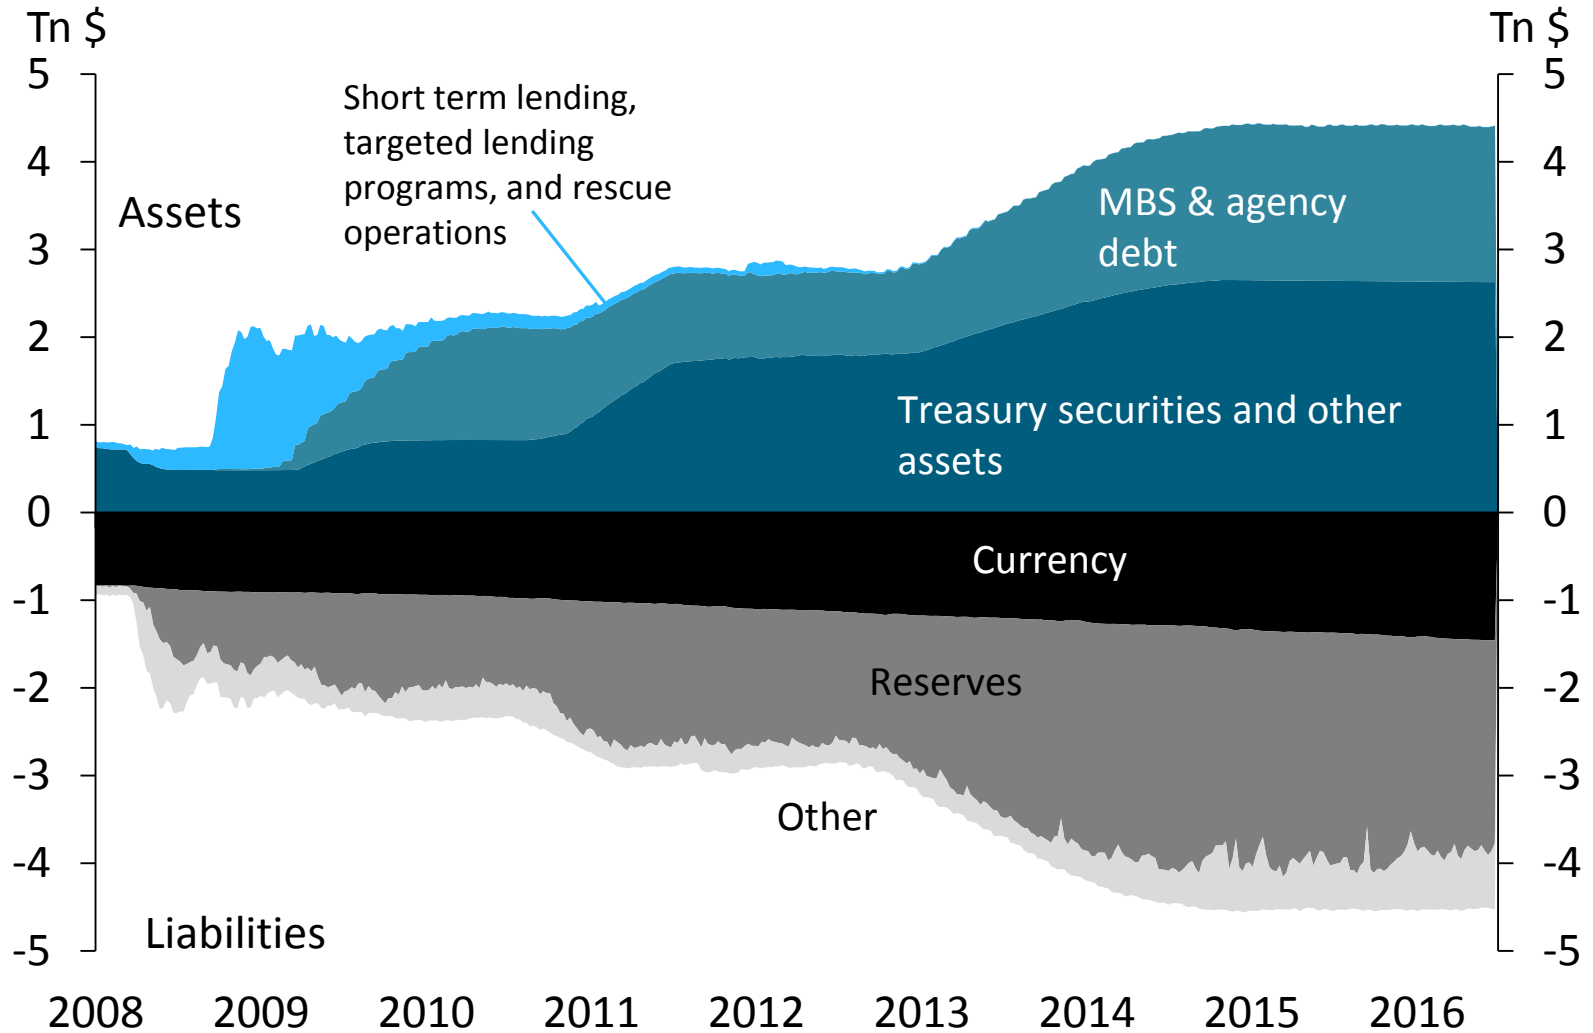 Tn $
Tn $
5
5
Short term lending,
targeted lending
programs, and rescue
operations
4
4
Assets
MBS & agency
debt
3
3
2
2
Treasury securities and other
assets
1
1
0
0
Currency
-1
-1
Reserves
-2
-2
-3
-3
Other
-4
-4
Liabilities
-5
-5
2008
2009
2010
2011
2012
2013
2014
2015
2016